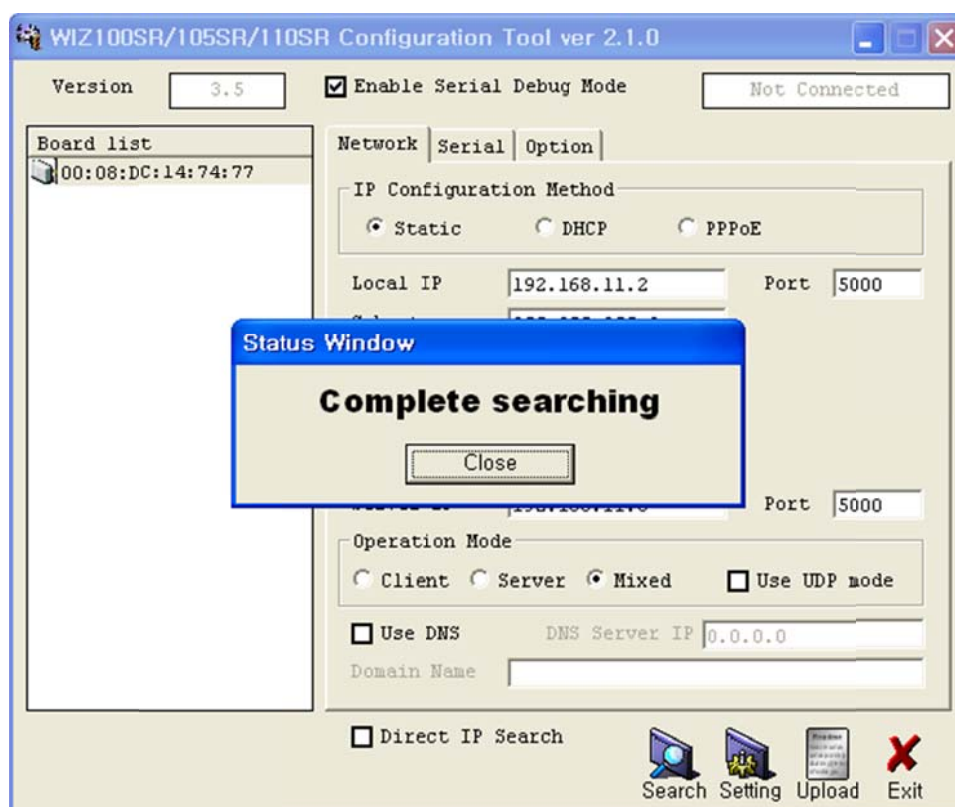 WIZ100SR/105SR/110SR Configuration Tool ver 2.1.0
Version 3.5 Enable Serial Debug Mode Not Connected
Board list
00:08:DC:14:74:77
Network Serial Option
IP Configuration Method
Static DHCP PPPoE
Local IP 192.168.11.2 Port 5000
Status Window
Complete searching
Close
Port 5000
Operation Mode
Client Server Mixed Use UDP mode
Use DNS DNS Server IP 0.0.0.0
Domain Name
Direct IP Search
Search Setting Upload Exit